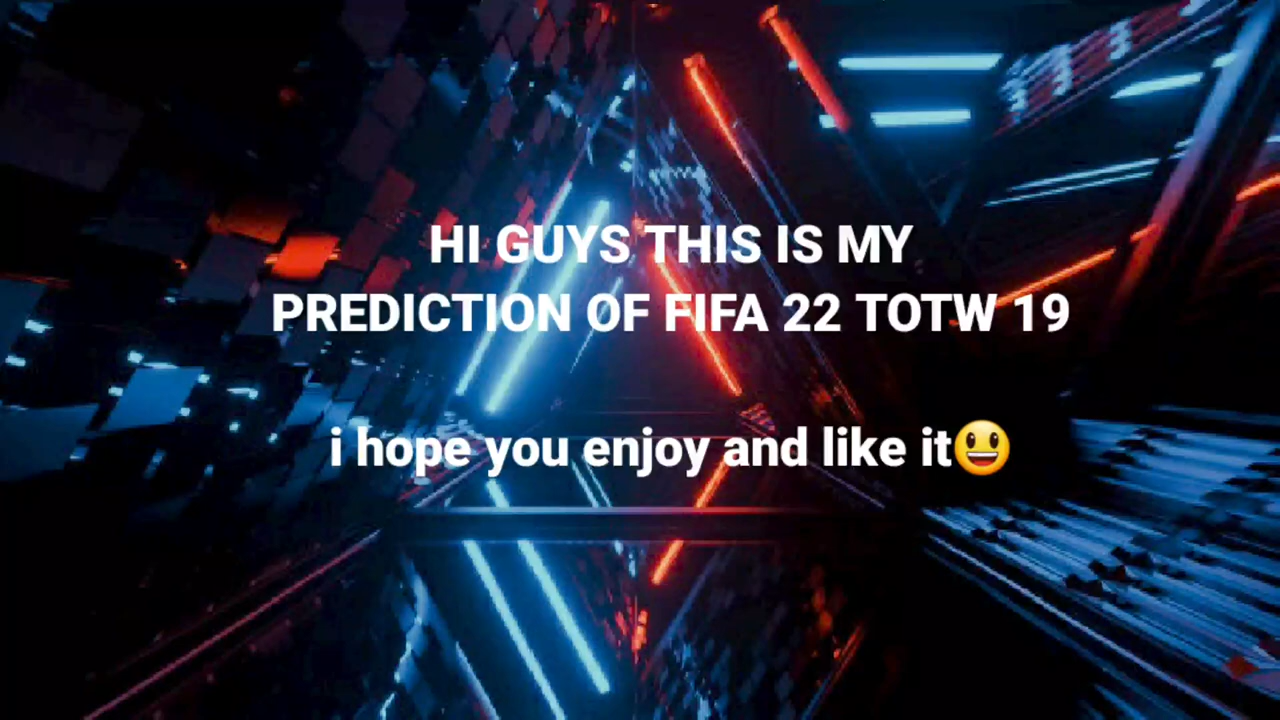 HI GUYS THIS IS MY
PREDICTION OF FIFA 22 TOTW 19
i hope you enjoy and like it😃